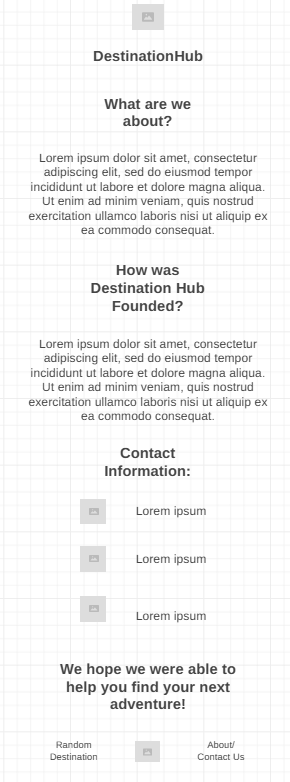 DestinationHub
What are we
about?
Lorem ipsum dolor sit amet, consectetur
adipiscing elit, sed do eiusmod tempor
incididunt ut labore et dolore magna aliqua.
Ut enim ad minim veniam, quis nostrud
exercitation ullamco laboris nisi ut aliquip ex
ea commodo consequat.
How was
Destination Hub
Founded?
Lorem ipsum dolor sit amet, consectetur
adipiscing elit, sed do eiusmod tempor
incididunt ut labore et dolore magna aliqua.
Ut enim ad minim veniam, quis nostrud
exercitation ullamco laboris nisi ut aliquip ex
ea commodo consequat.
Contact
Information:
Lorem ipsum
Lorem ipsum
Lorem ipsum
We hope we were able to
help you find your next
adventure!
Random
Destination
About/
Contact Us